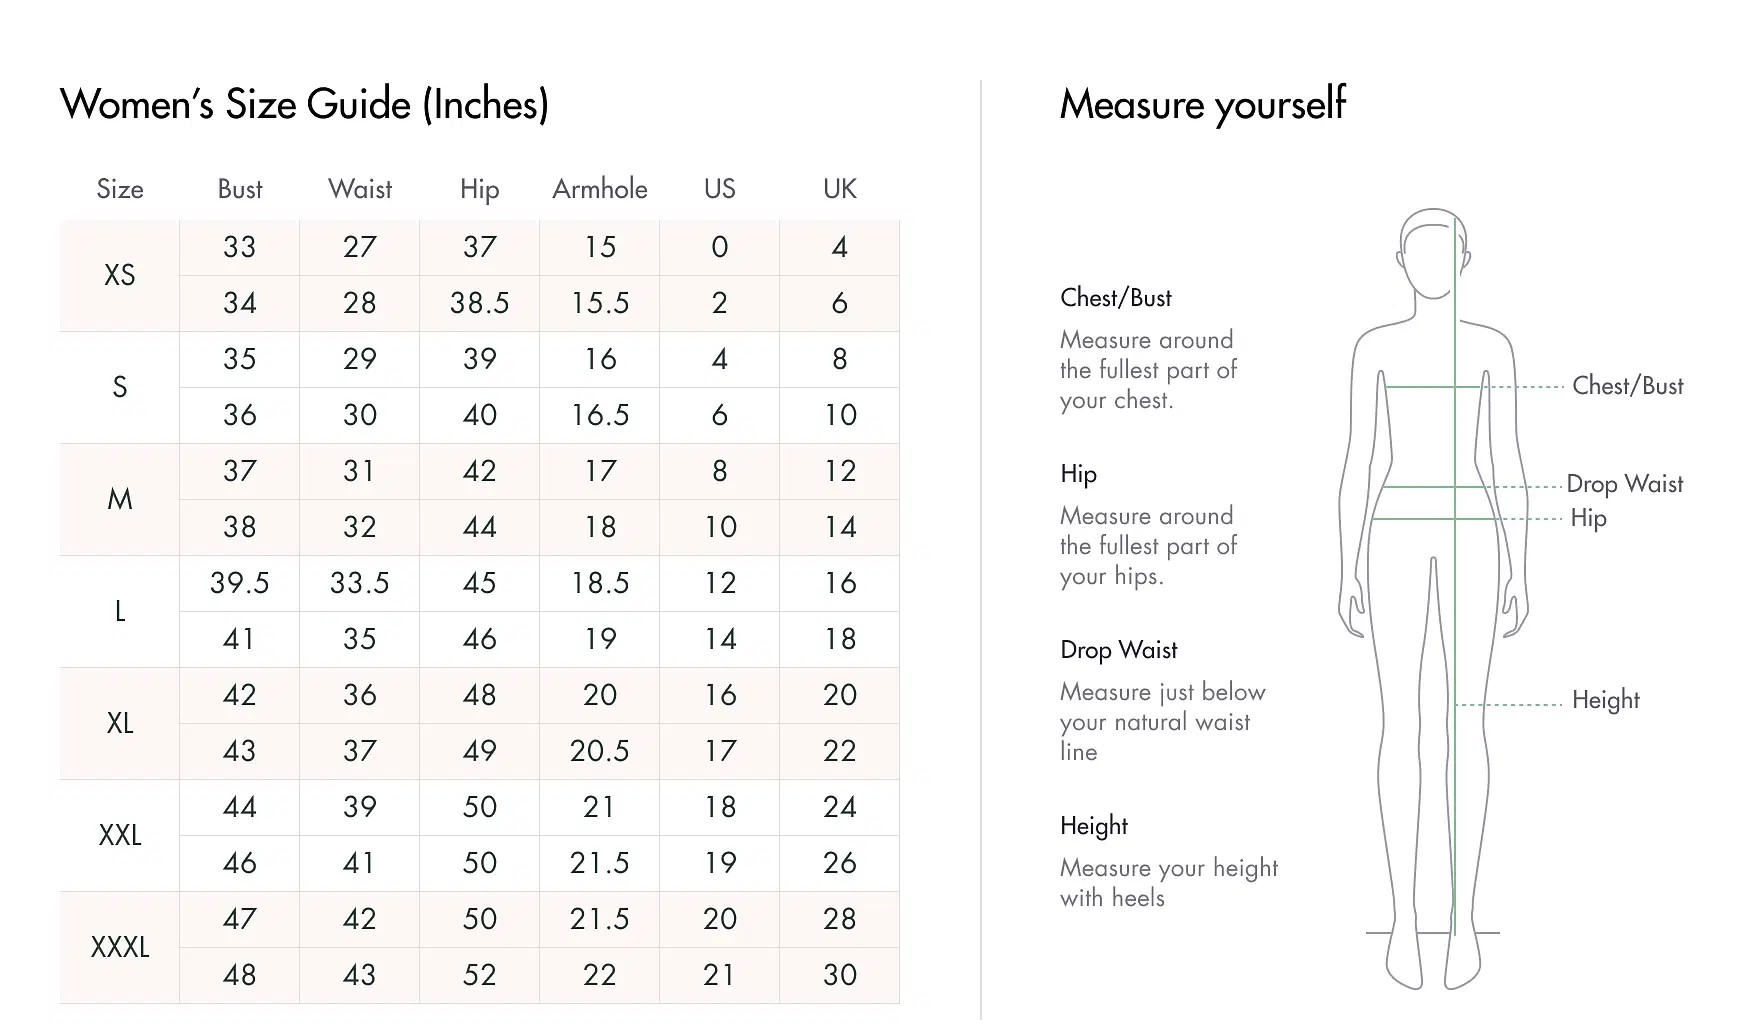 Women’s Size Guide (Inches)
Size Bust Waist Hip Armhole US UK
XS
33 27 37 15 0 4
34 28 38.5 15.5 2 6
S
35 29 39 16 4 8
36 30 40 16.5 6 10
M
37 31 42 17 8 12
38 32 44 18 10 14
L
39.5 33.5 45 18.5 12 16
41 35 46 19 14 18
XL
42 36 48 20 16 20
43 37 49 20.5 17 22
XXL
44 39 50 21 18 24
46 41 50 21.5 19 26
XXXL
47 42 50 21.5 20 28
48 43 52 22 21 30
Measure yourself
Chest/Bust
Measure around
the fullest part of
your chest.
Hip
Measure around
the fullest part of
your hips.
Drop Waist
Measure just below
your natural waist
line
Height
Measure your height
with heels
Chest/Bust
Drop Waist
Hip
Height